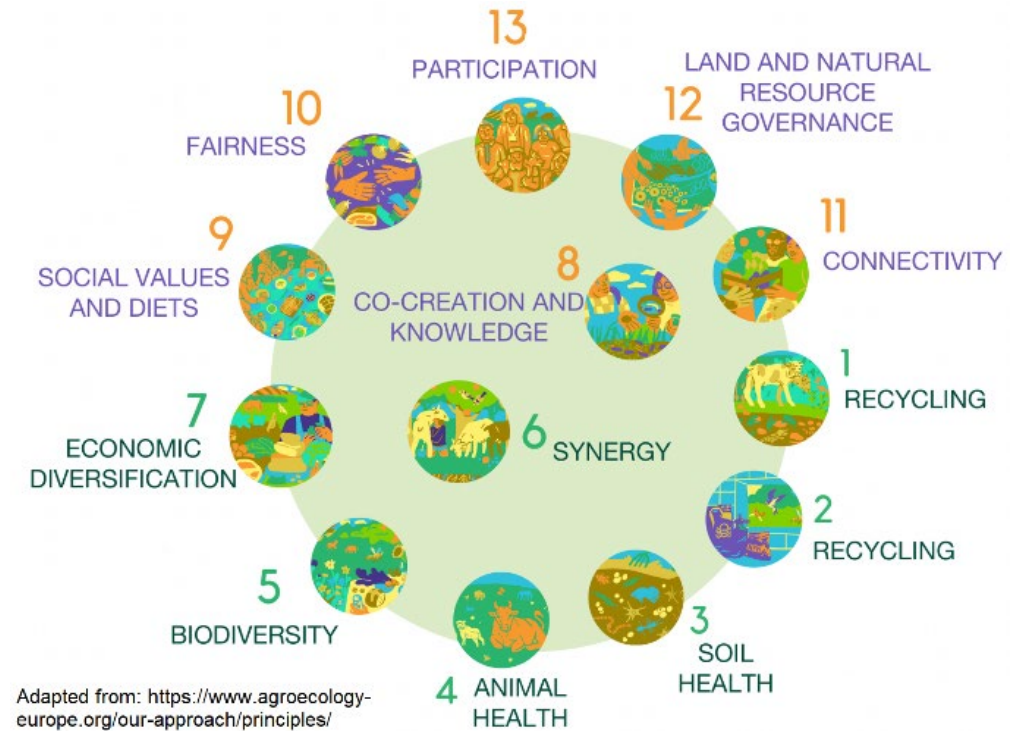 13
PARTICIPATION
LAND AND NATURAL
RESOURCE
GOVERNANCE
12
10
FAIRNESS
11
CONNECTIVITY
9
SOCIAL VALUES
AND DIETS
8
CO-CREATION AND
KNOWLEDGE
1
RECYCLING
7
ECONOMIC
DIVERSIFICATION
6
SYNERGY
2
RECYCLING
5
BIODIVERSITY
3
SOIL
HEALTH
4
ANIMAL
HEALTH
Adapted from: https://www.agroecology-
europe.org/our-approach/principles/